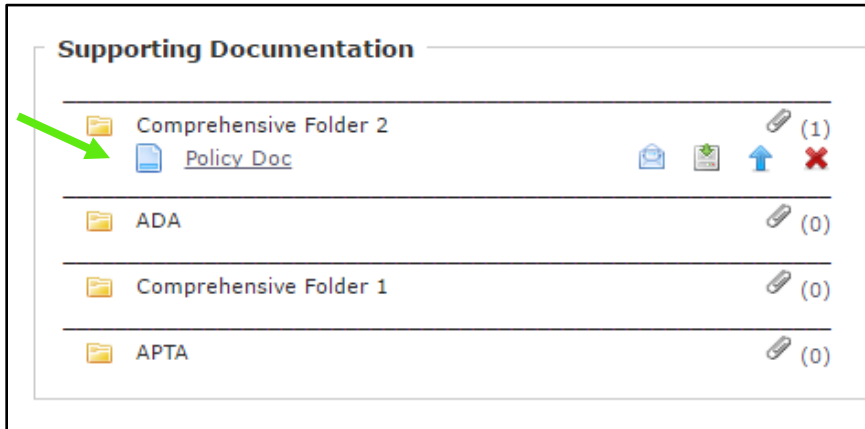 Supporting Documentation
Comprehensive Folder 2 (1)
Policy Doc
ADA (0)
Comprehensive Folder 1 (0)
APTA (0)